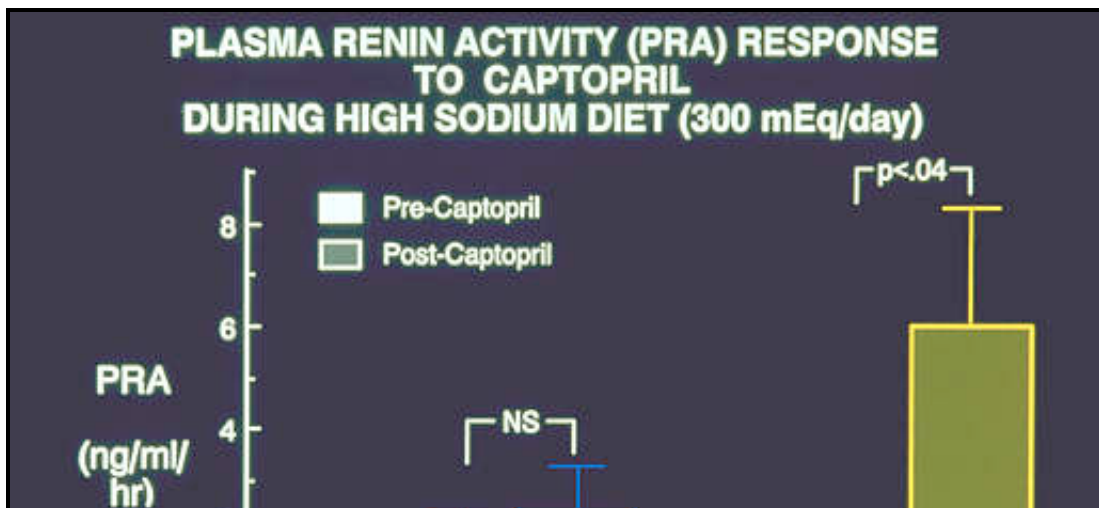 PLASMA RENIN ACTIVITY (PRA) RESPONSE
TO CAPTOPRIL
DURING HIGH SODIUM DIET (300 mEq/day)
p<.04
Pre-Captopril
8
Post-Captopril
6
PRA
NS
4
(ng/ml/
hr)